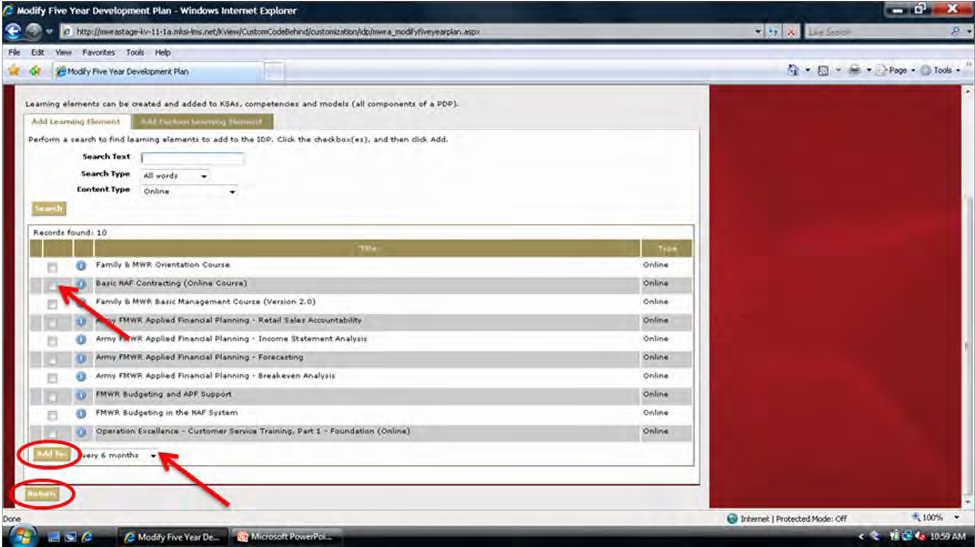 Modify Five Year Development Plan - Windows Internet Explorer
http://mwrastage-kv-11-1a.mksi-lms.net/Kview/CustomCodeBehind/customization/idp/mwra_modifyfiveyearplan.aspx
Live Search
File Edit View Favorites Tools Help
Modify Five Year Development Plan
Page Tools
Learning elements can be created and added to KSAs, competencies and models (all components of a PDP).
Add Learning Element Add Custom Learning Element
Perform a search to find learning elements to add to the IDP. Click the checkbox(es), and then click Add.
Search Text
Search Type All words
Content Type Online
Search
Records found: 10
Title Type
Family & MWR Orientation Course Online
Basic NAF Contracting (Online Course) Online
Family & MWR Basic Management Course (Version 2.0) Online
Army FMWR Applied Financial Planning - Retail Sales Accountability Online
Army FMWR Applied Financial Planning - Income Statement Analysis Online
Army FMWR Applied Financial Planning - Forecasting Online
Army FMWR Applied Financial Planning - Breakeven Analysis Online
FMWR Budgeting and APF Support Online
FMWR Budgeting in the NAF System Online
Operation Excellence - Customer Service Training, Part 1 - Foundation (Online) Online
Add To: very 6 months
Return
Done Internet | Protected Mode: Off 100%
Modify Five Year De... Microsoft PowerPoi... 10:59 AM